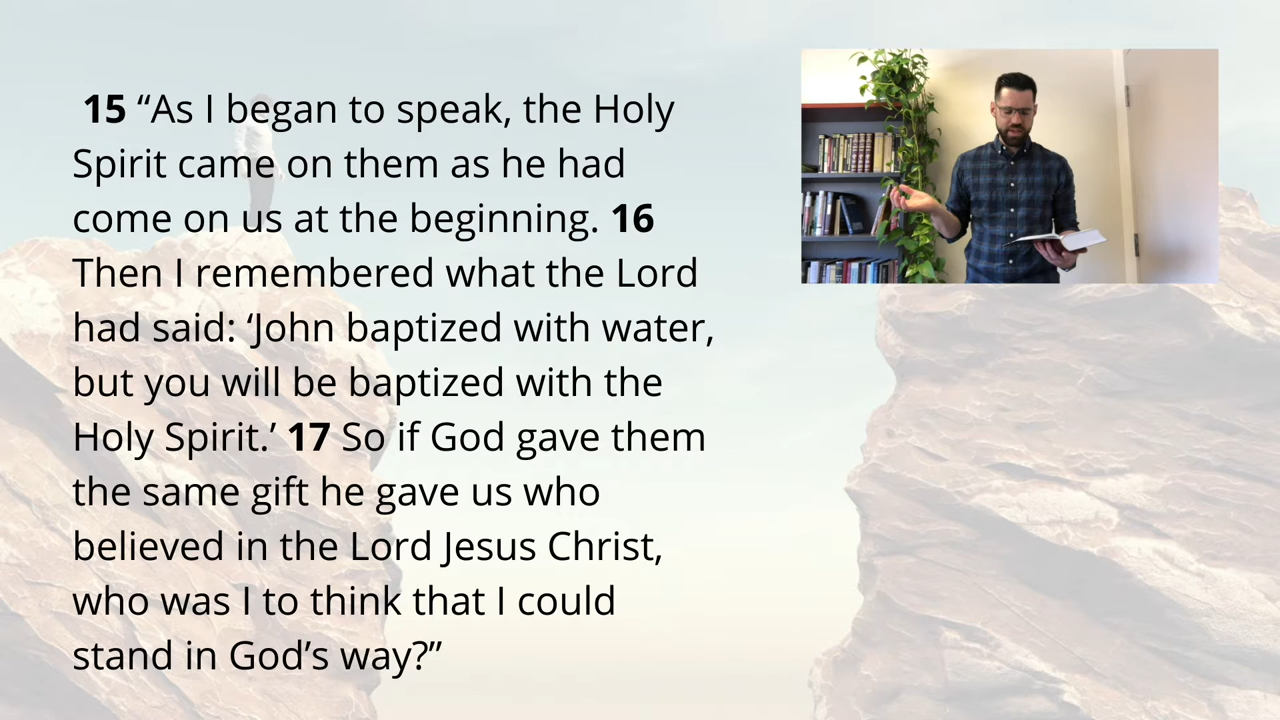 15 “As I began to speak, the Holy
Spirit came on them as he had
come on us at the beginning. 16
Then I remembered what the Lord
had said: ‘John baptized with water,
but you will be baptized with the
Holy Spirit.’ 17 So if God gave them
the same gift he gave us who
believed in the Lord Jesus Christ,
who was I to think that I could
stand in God’s way?”